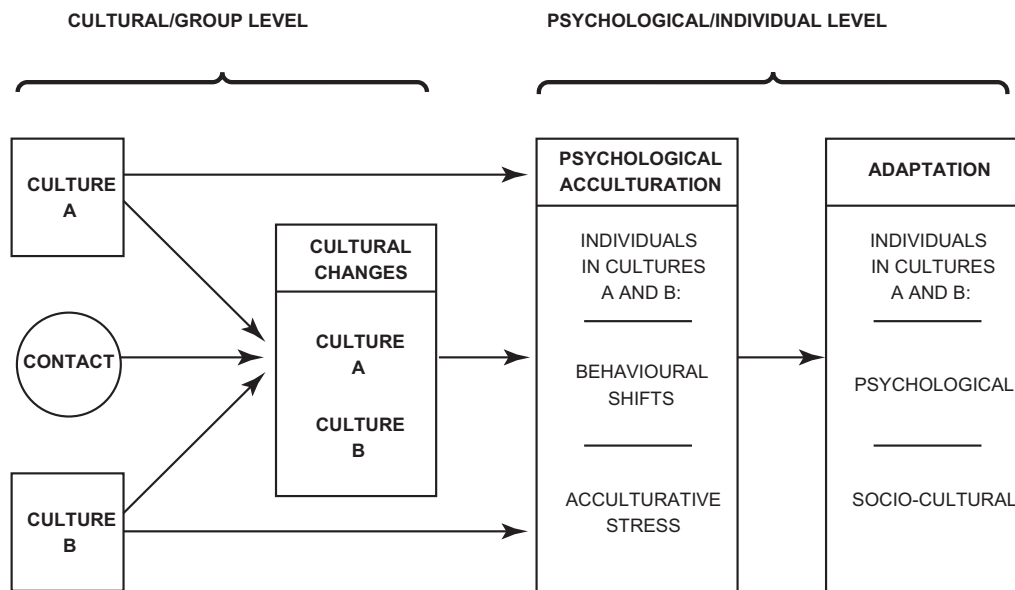 CULTURAL/GROUP LEVEL
PSYCHOLOGICAL/INDIVIDUAL LEVEL
CULTURE
A
CONTACT
CULTURE
B
CULTURAL
CHANGES
CULTURE
A
CULTURE
B
PSYCHOLOGICAL
ACCULTURATION
INDIVIDUALS
IN CULTURES
A AND B:
BEHAVIOURAL
SHIFTS
ACCULTURATIVE
STRESS
ADAPTATION
INDIVIDUALS
IN CULTURES
A AND B:
PSYCHOLOGICAL
SOCIO-CULTURAL